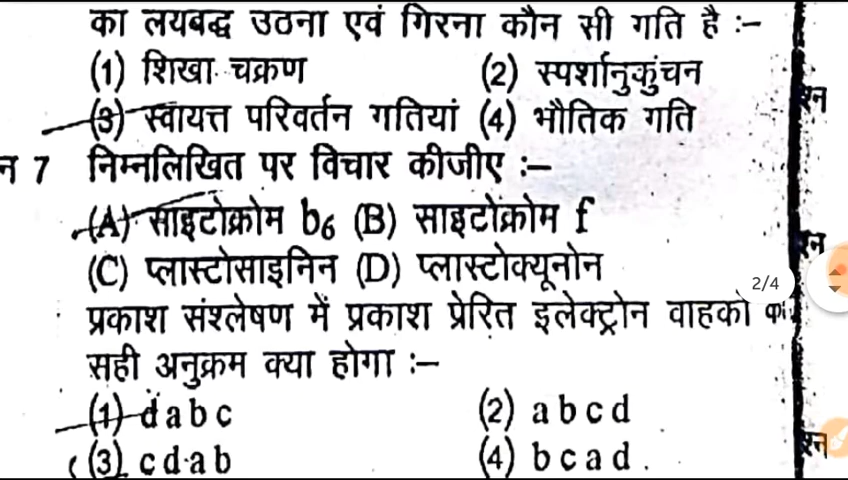 का लयबद्ध उठना एवं गिरना कौन सी गति है :–
(1) शिखा चक्रण (2) स्पर्शानुकुंचन
(3) स्वायत्त परिवर्तन गतियां (4) भौतिक गति
न 7 निम्नलिखित पर विचार कीजीए :–
(A) साइटोक्रोम b6 (B) साइटोक्रोम f
(C) प्लास्टोसाइनिन (D) प्लास्टोक्यूनोन
प्रकाश संश्लेषण में प्रकाश प्रेरित इलेक्ट्रोन वाहको का
सही अनुक्रम क्या होगा :–
(1) d a b c (2) a b c d
(3) c d a b (4) b c a d .
2/4